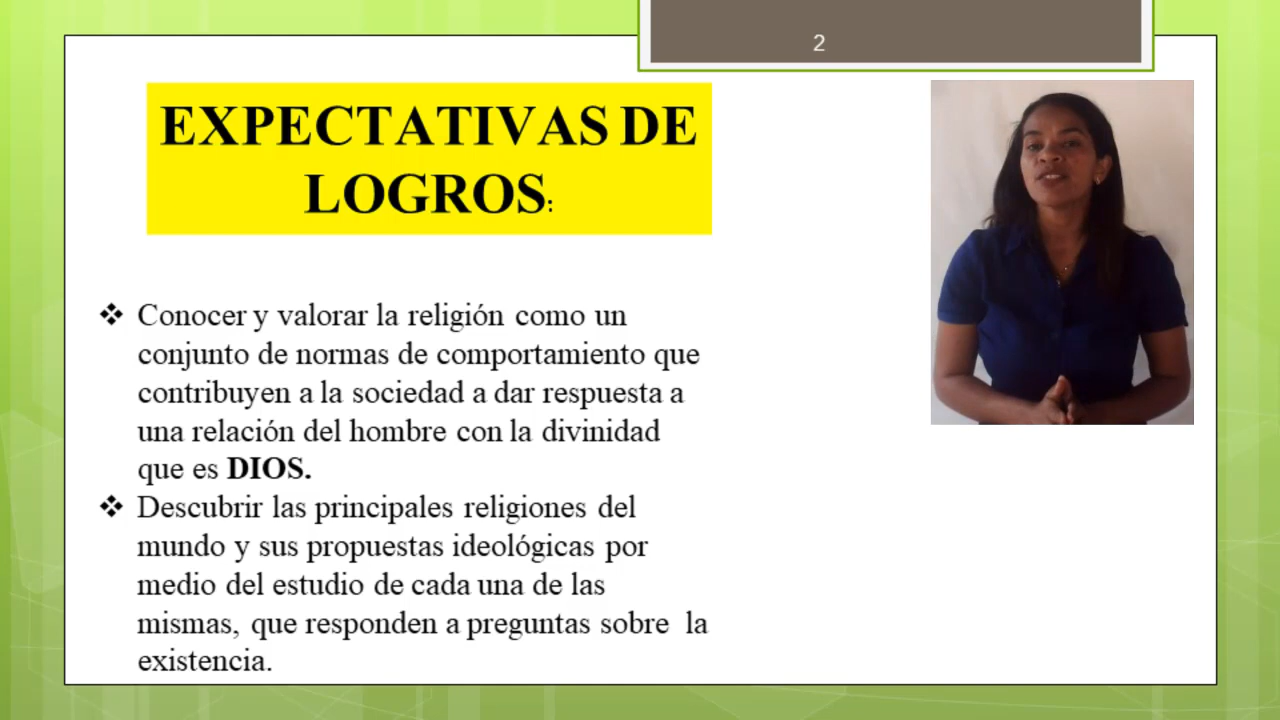 2
EXPECTATIVAS DE
LOGROS:
❖ Conocer y valorar la religión como un
conjunto de normas de comportamiento que
contribuyen a la sociedad a dar respuesta a
una relación del hombre con la divinidad
que es DIOS.
❖ Descubrir las principales religiones del
mundo y sus propuestas ideológicas por
medio del estudio de cada una de las
mismas, que responden a preguntas sobre la
existencia.